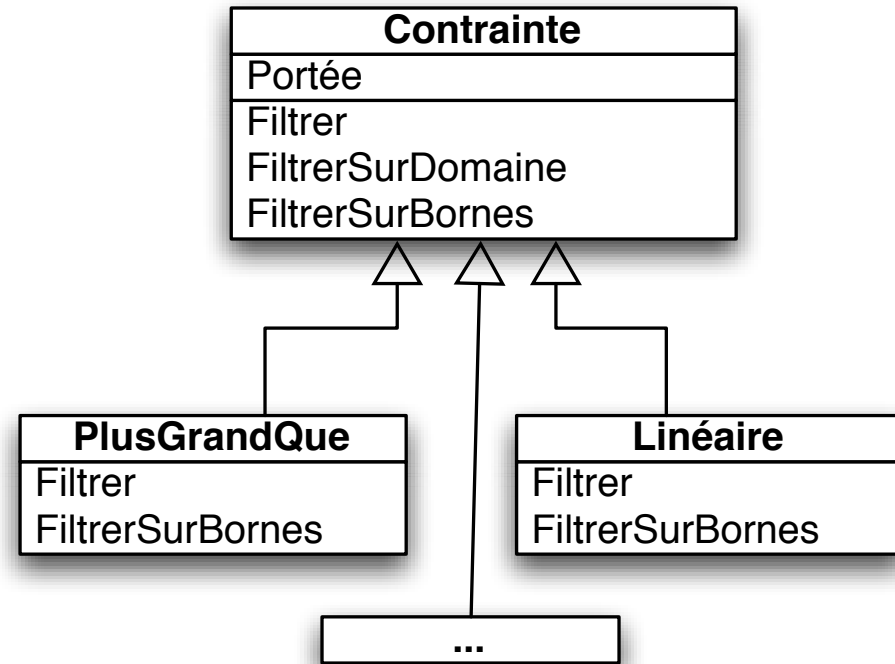 Contrainte
Portée
Filtrer
FiltrerSurDomaine
FiltrerSurBornes
PlusGrandQue
Filtrer
FiltrerSurBornes
Linéaire
Filtrer
FiltrerSurBornes
...